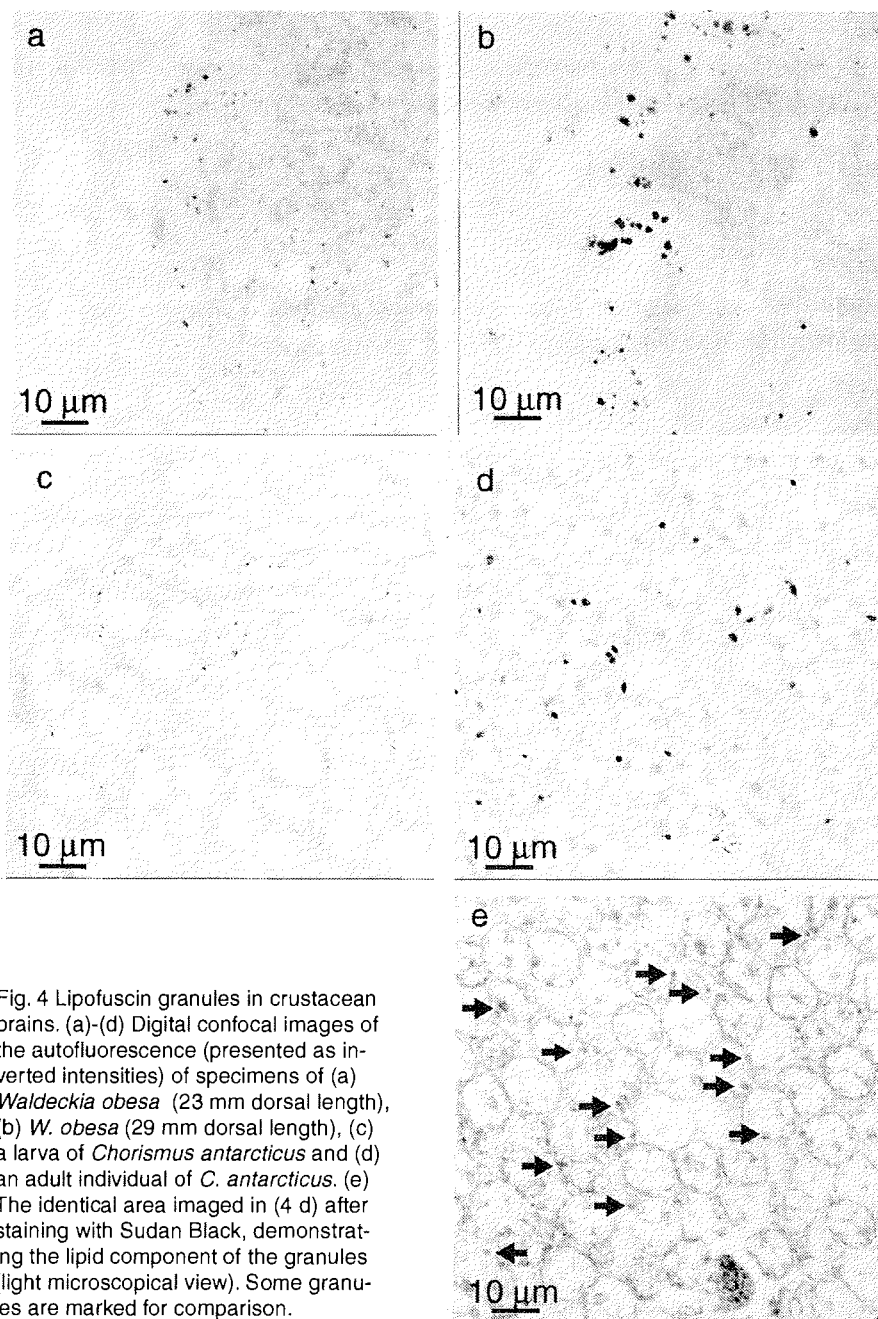 a
b
10 µm
10 µm
c
d
10 µm
10 µm
e
Fig. 4 Lipofuscin granules in crustacean
brains. (a)-(d) Digital confocal images of
the autofluorescence (presented as in-
verted intensities) of specimens of (a)
Waldeckia obesa (23 mm dorsal length),
(b) W. obesa (29 mm dorsal length), (c)
a larva of Chorismus antarcticus and (d)
an adult individual of C. antarcticus. (e)
The identical area imaged in (4 d) after
staining with Sudan Black, demonstrat-
ng the lipid component of the granules
light microscopical view). Some granu-
es are marked for comparison.
10 µm